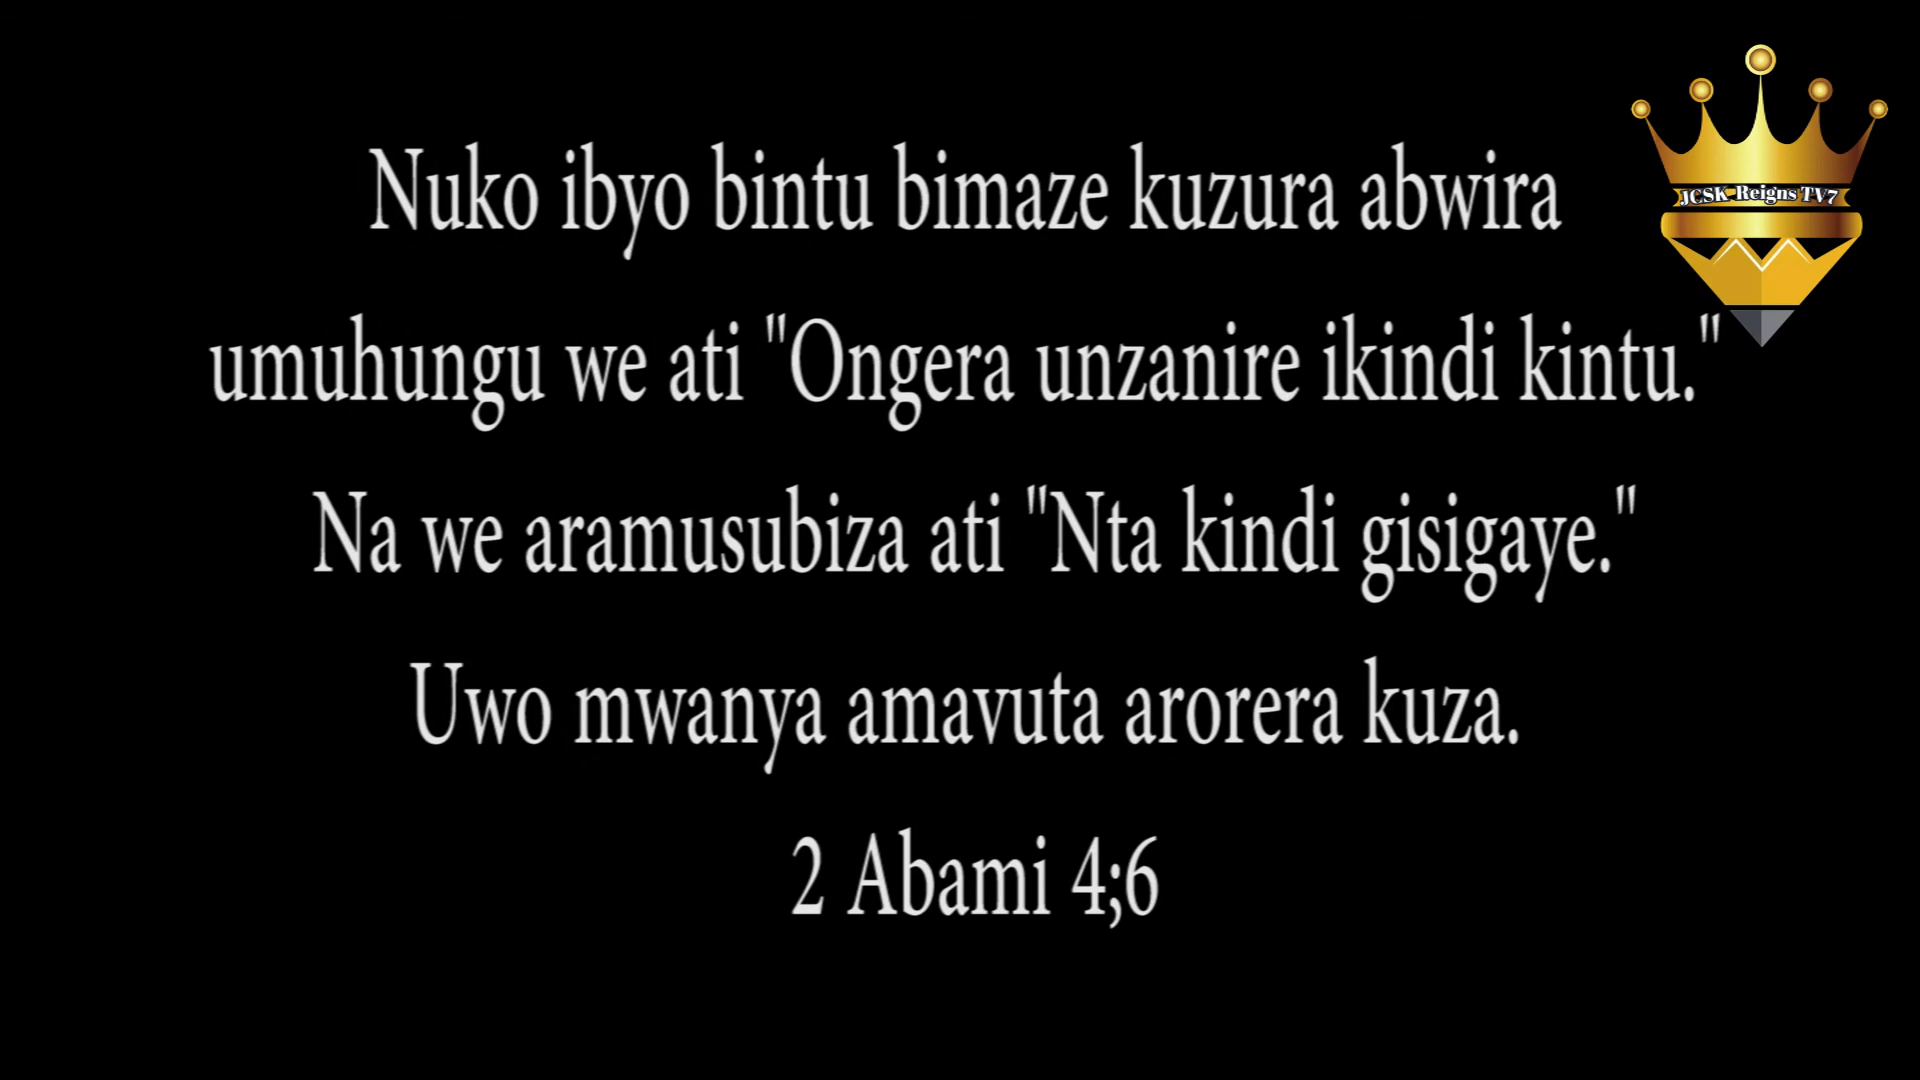 Nuko ibyo bintu bimaze kuzura abwira
umuhungu we ati "Ongera unzanire ikindi kintu."
Na we aramusubiza ati "Nta kindi gisigaye."
Uwo mwanya amavuta arorera kuza.
2 Abami 4;6
JCSK Reigns TV7